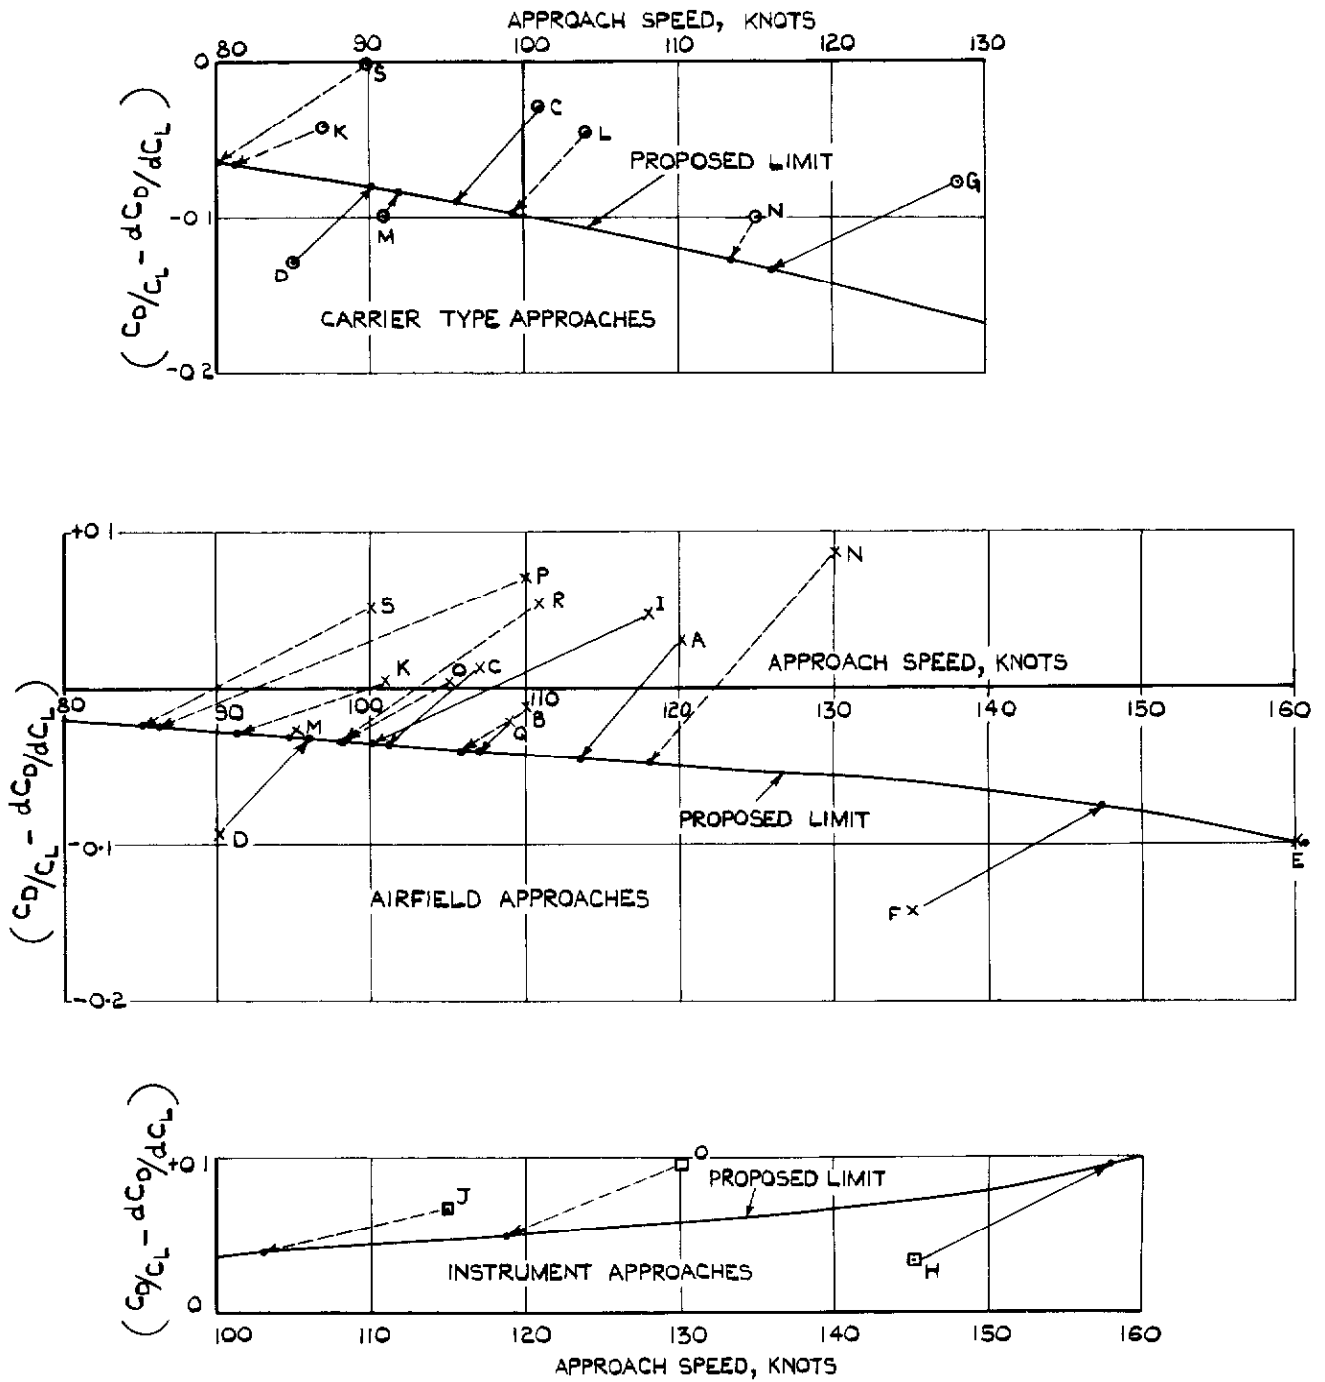 APPROACH SPEED, KNOTS
80 90 100 110 120 130
0
S
K
C
L
PROPOSED LIMIT
G
-0.1
M
N
D
CARRIER TYPE APPROACHES
-0.2
(CD/CL - dCD/dCL)
+0.1
N
P
S
R
I
A
K
O
C
APPROACH SPEED, KNOTS
80 90 100 110 120 130 140 150 160
M
Q
B
PROPOSED LIMIT
D
-0.1
E
AIRFIELD APPROACHES
F
-0.2
(CD/CL - dCD/dCL)
+0.1
O
J
PROPOSED LIMIT
INSTRUMENT APPROACHES
H
0
(CD/CL - dCD/dCL)
100 110 120 130 140 150 160
APPROACH SPEED, KNOTS